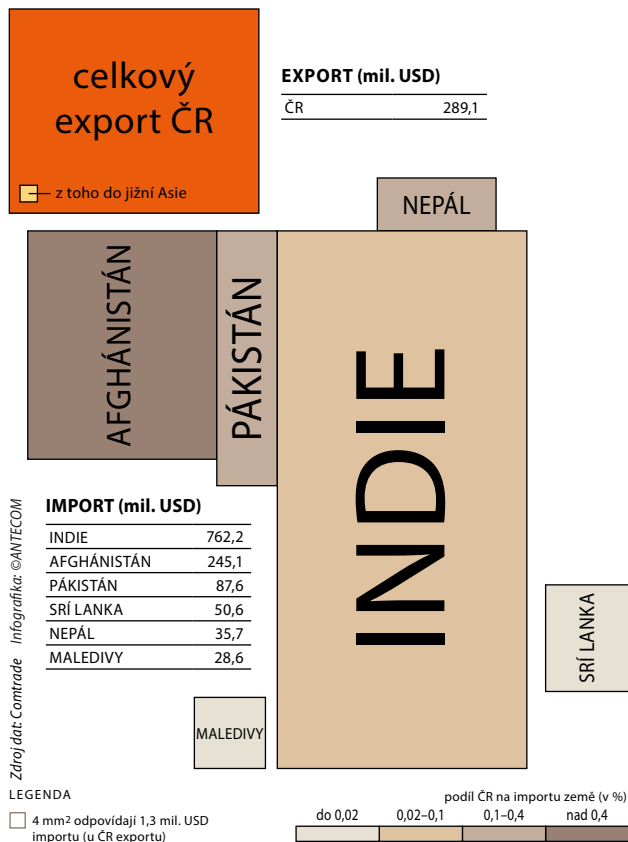 celkový
export ČR
z toho do jižní Asie
EXPORT (mil. USD)
ČR 289,1
NEPÁL
AFGHÁNISTÁN
PÁKISTÁN
INDIE
SRÍ LANKA
MALEDIVY
IMPORT (mil. USD)
INDIE 762,2
AFGHÁNISTÁN 245,1
PÁKISTÁN 87,6
SRÍ LANKA 50,6
NEPÁL 35,7
MALEDIVY 28,6
Zdroj dat: Comtrade Infografika: ©ANTECOM
LEGENDA
4 mm² odpovídají 1,3 mil. USD
importu (u ČR exportu)
podíl ČR na importu země (v %)
do 0,02 0,02–0,1 0,1–0,4 nad 0,4